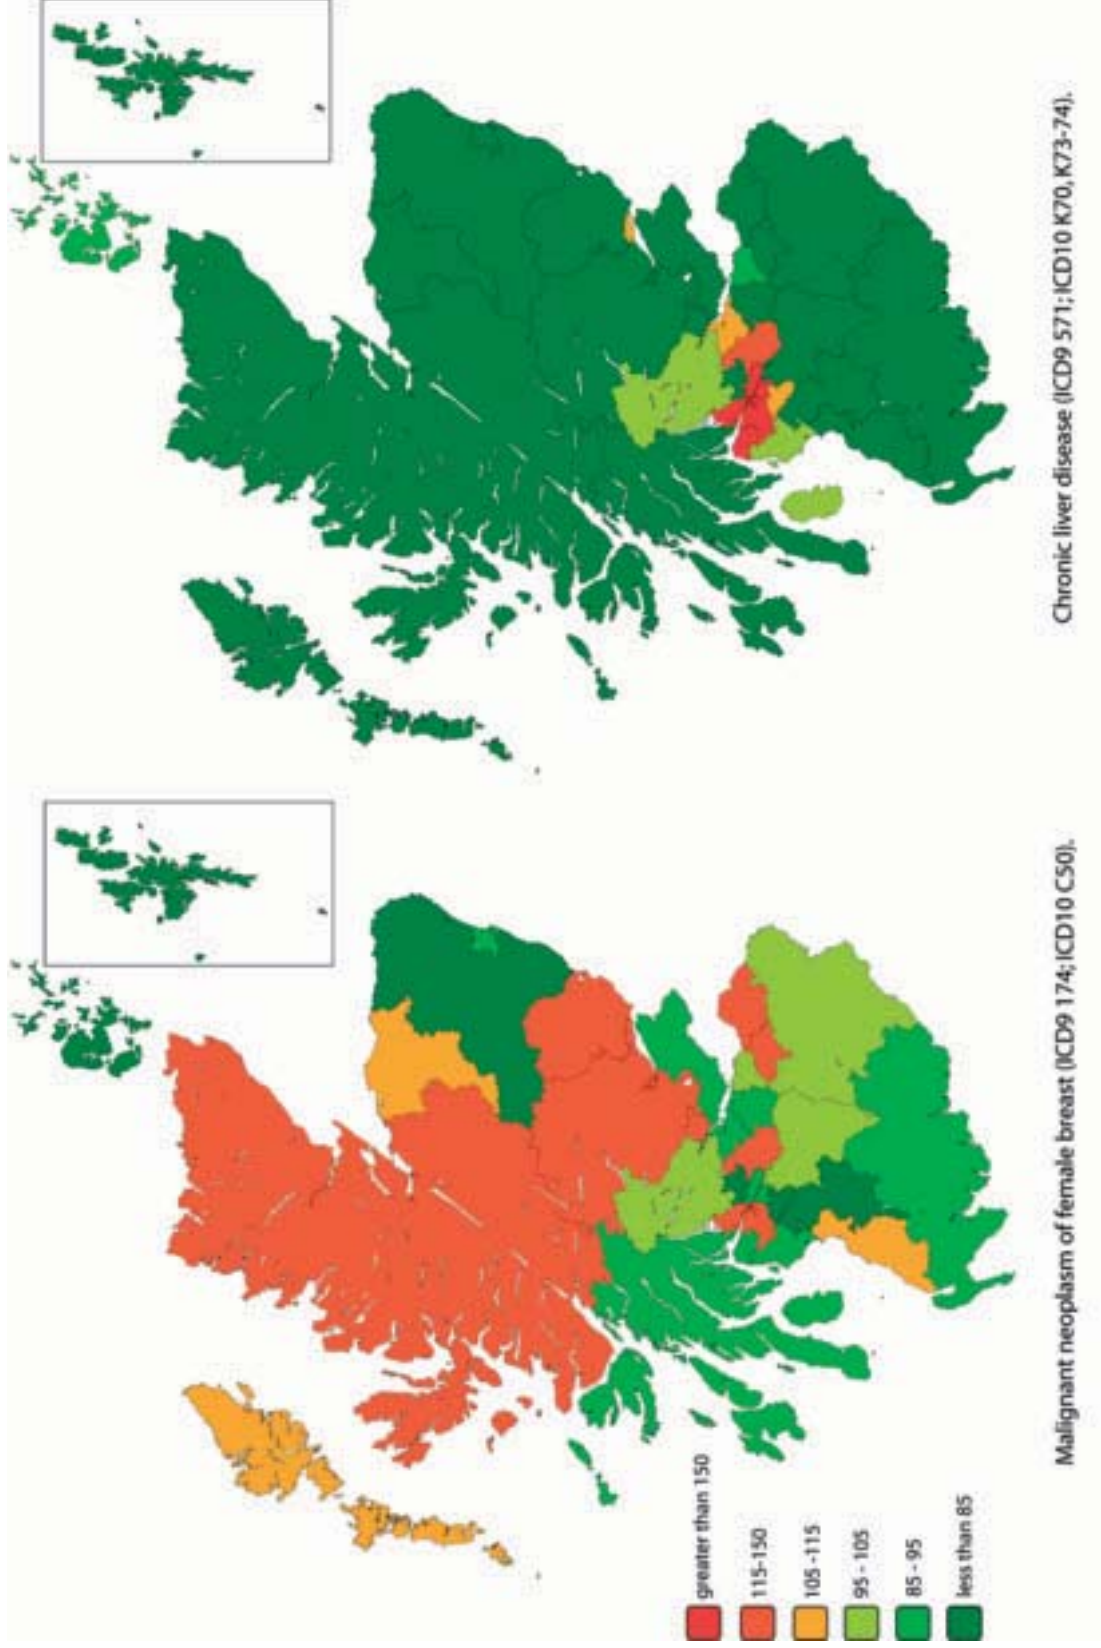 greater than 150
115-150
105 -115
95 - 105
85 - 95
less than 85
Malignant neoplasm of female breast (ICD9 174; ICD10 C50).
Chronic liver disease (ICD9 571; ICD10 K70, K73-74).